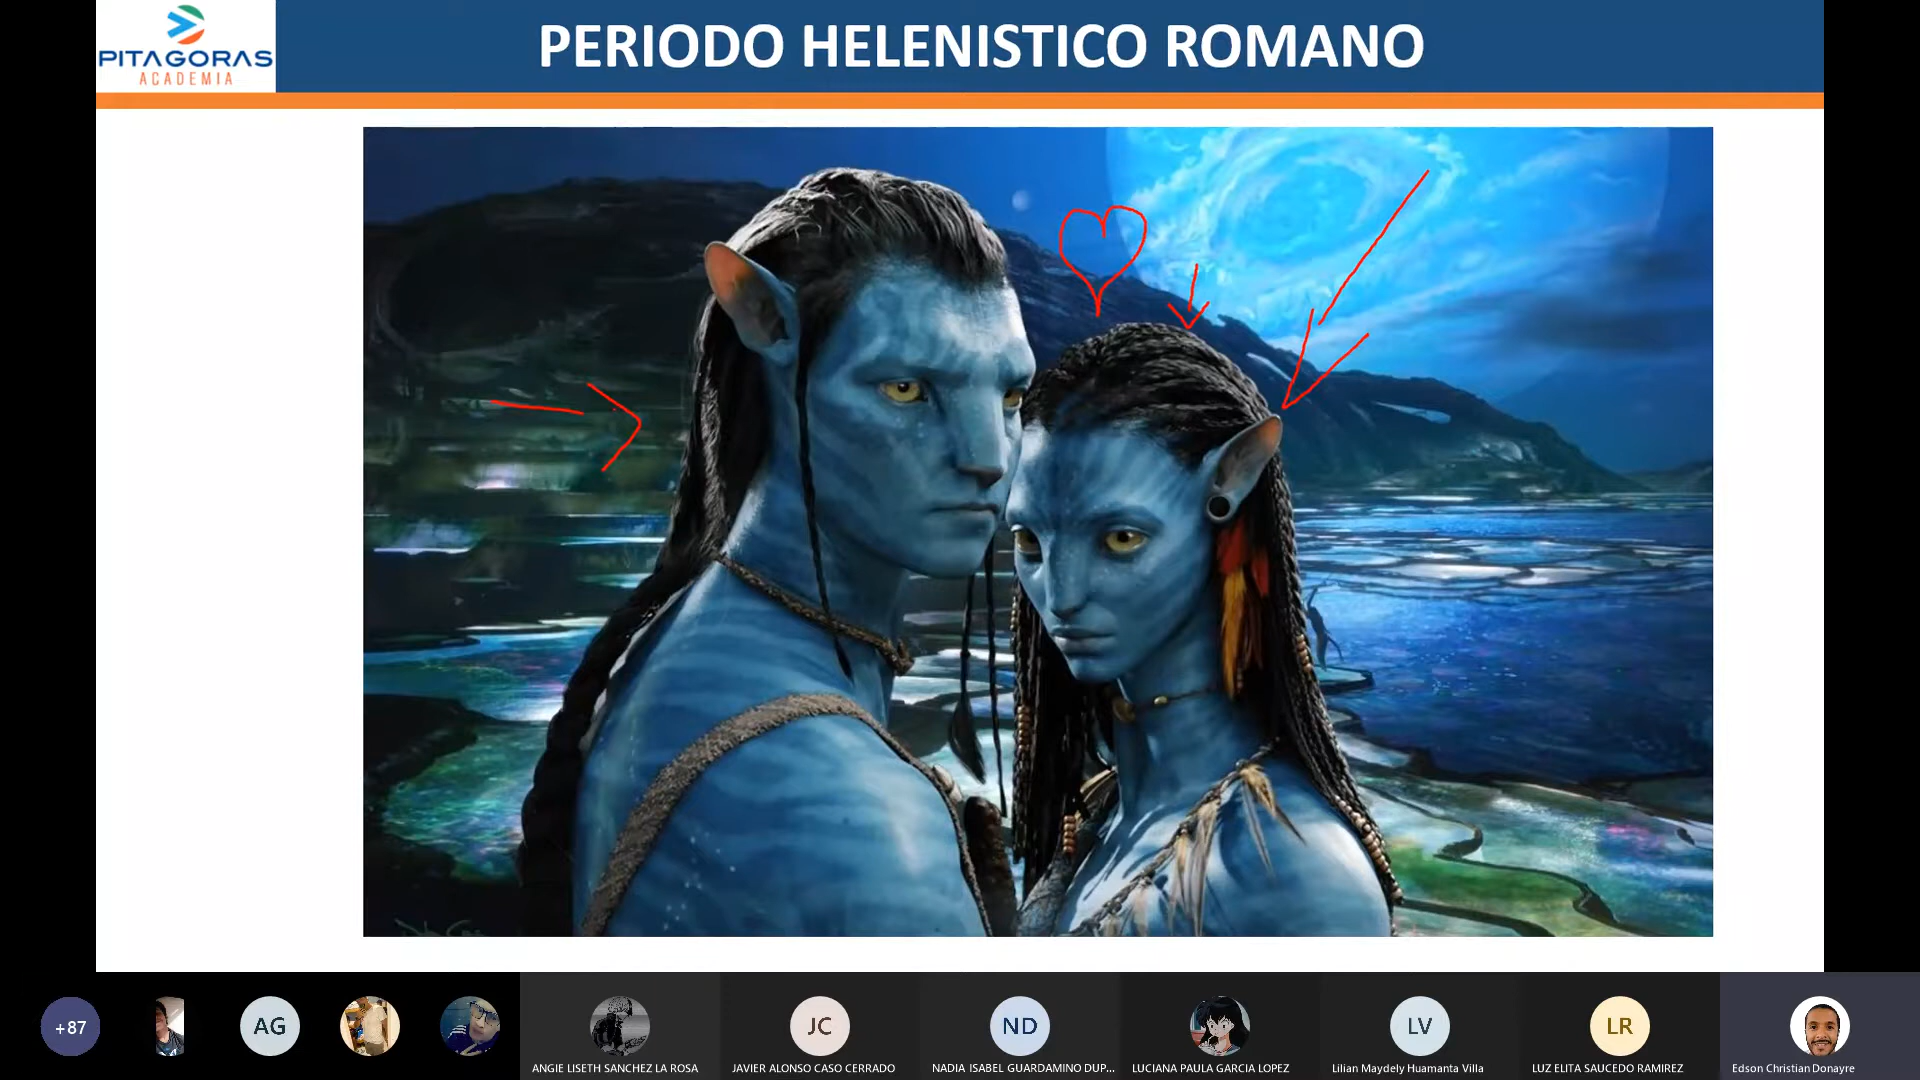 PITAGORAS
ACADEMIA
PERIODO HELENISTICO ROMANO
+87
AG
JC
ND
LV
LR
ANGIE LISETH SANCHEZ LA ROSA
JAVIER ALONSO CASO CERRADO
NADIA ISABEL GUARDAMINO DUP...
LUCIANA PAULA GARCIA LOPEZ
Lilian Maydely Huamanta Villa
LUZ ELITA SAUCEDO RAMIREZ
Edson Christian Donayre